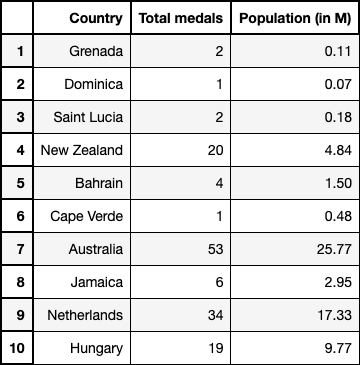 Country Total medals Population (in M)
1 Grenada 2 0.11
2 Dominica 1 0.07
3 Saint Lucia 2 0.18
4 New Zealand 20 4.84
5 Bahrain 4 1.50
6 Cape Verde 1 0.48
7 Australia 53 25.77
8 Jamaica 6 2.95
9 Netherlands 34 17.33
10 Hungary 19 9.77